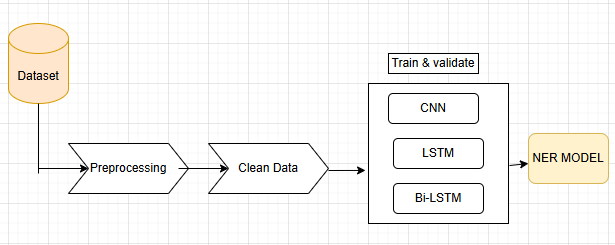 Dataset
Preprocessing
Clean Data
Train & validate
CNN
LSTM
Bi-LSTM
NER MODEL